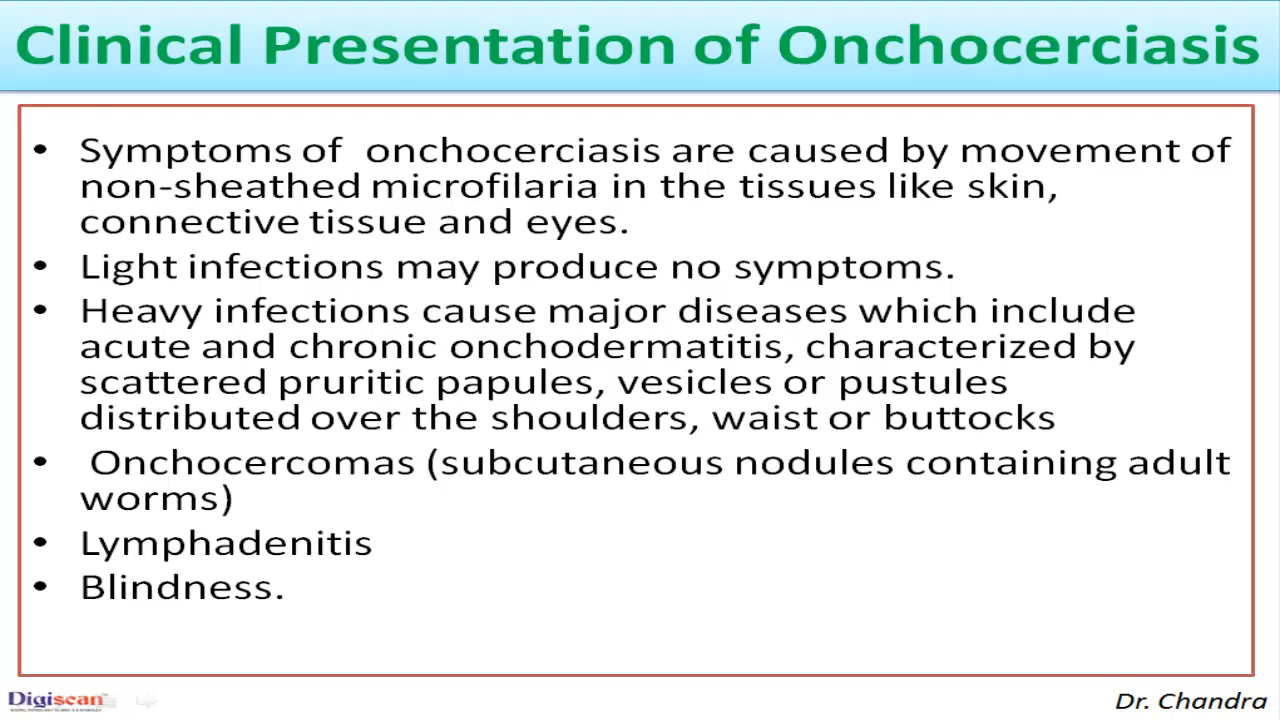 Clinical Presentation of Onchocerciasis
• Symptoms of onchocerciasis are caused by movement of
non-sheathed microfilaria in the tissues like skin,
connective tissue and eyes.
• Light infections may produce no symptoms.
• Heavy infections cause major diseases which include
acute and chronic onchodermatitis, characterized by
scattered pruritic papules, vesicles or pustules
distributed over the shoulders, waist or buttocks
• Onchocercomas (subcutaneous nodules containing adult
worms)
• Lymphadenitis
• Blindness.
Digiscan
Dr. Chandra